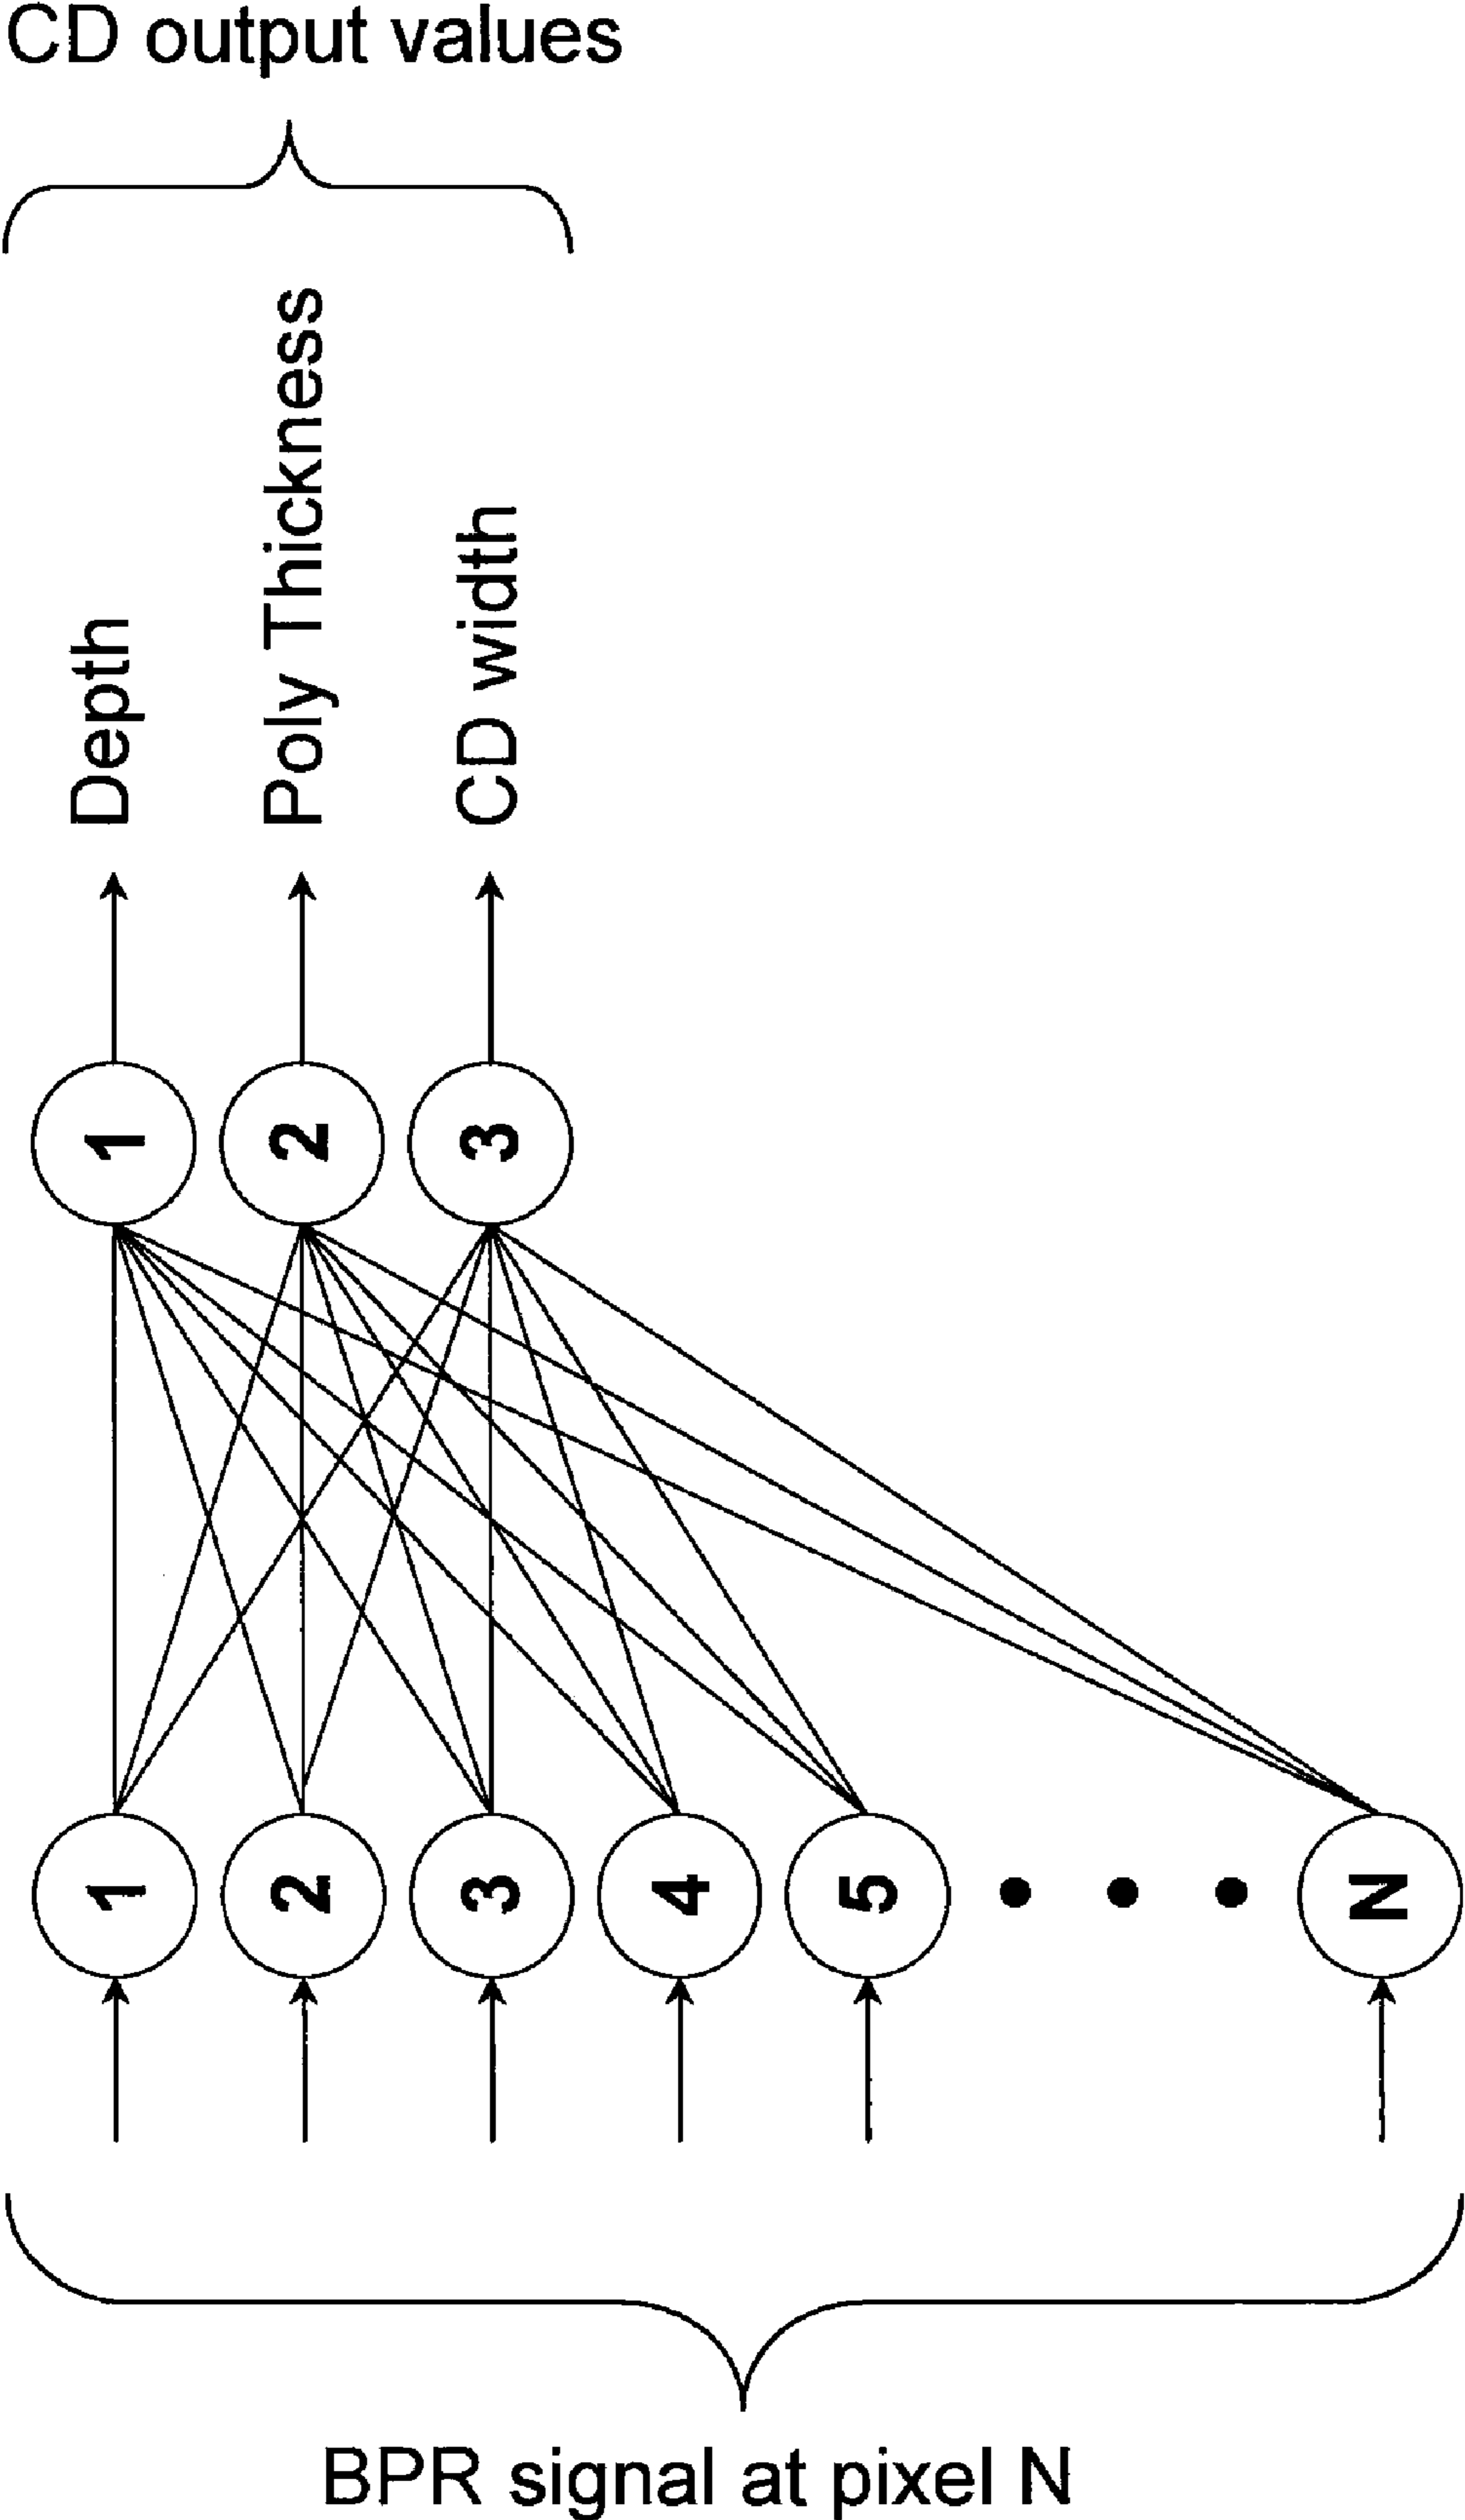 CD output values
Depth
Poly Thickness
CD width
1
2
3
1
2
3
4
5
N
BPR signal at pixel N